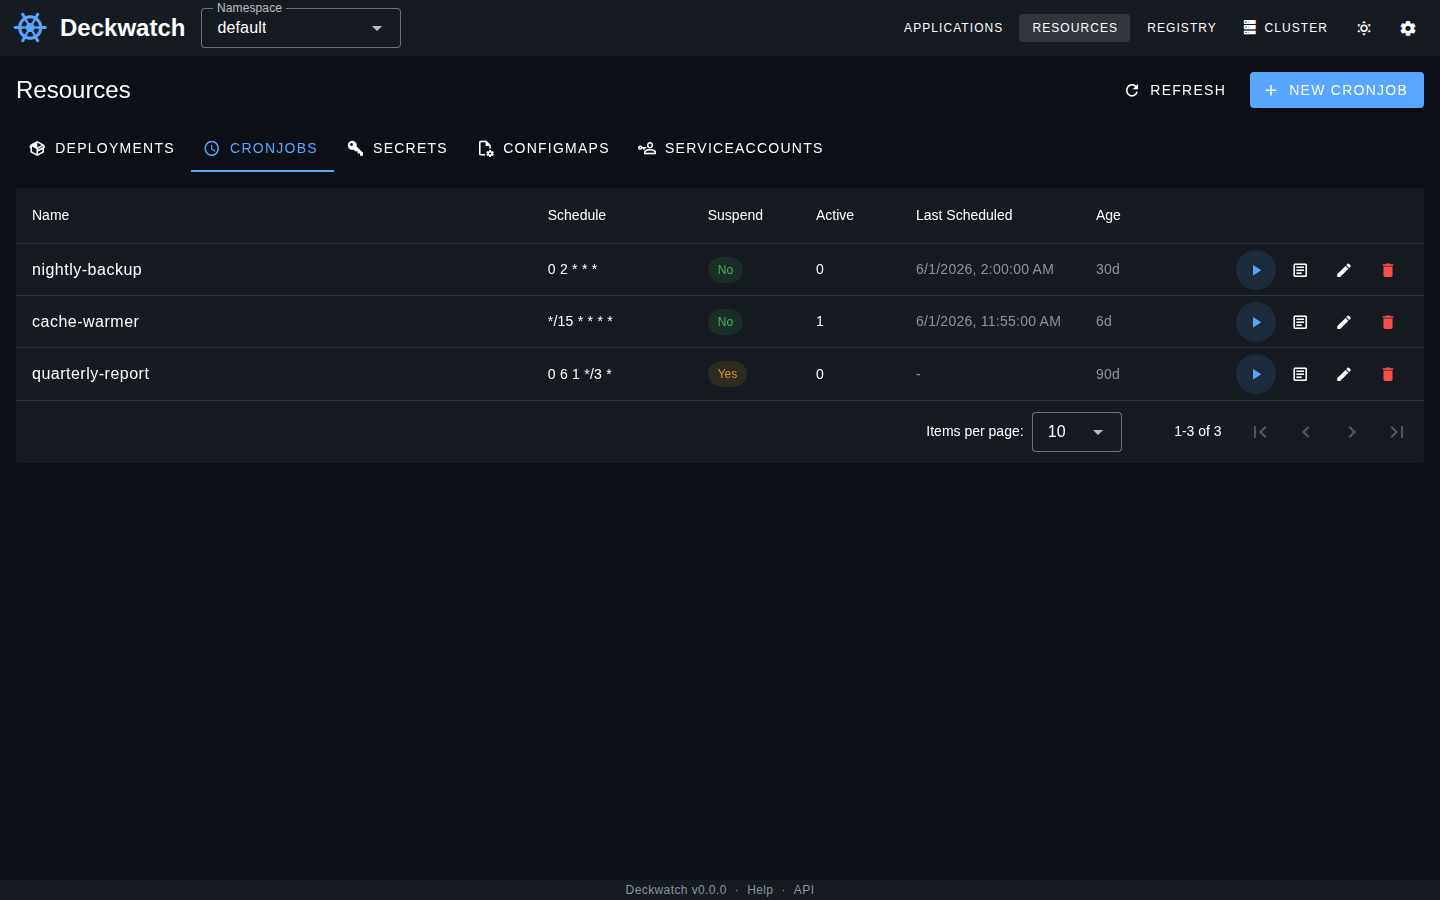 Deckwatch
Namespace
default
APPLICATIONS RESOURCES REGISTRY CLUSTER
Resources
REFRESH NEW CRONJOB
DEPLOYMENTS CRONJOBS SECRETS CONFIGMAPS SERVICEACCOUNTS
Name Schedule Suspend Active Last Scheduled Age
nightly-backup 0 2 * * * No 0 6/1/2026, 2:00:00 AM 30d
cache-warmer */15 * * * * No 1 6/1/2026, 11:55:00 AM 6d
quarterly-report 0 6 1 */3 * Yes 0 - 90d
Items per page: 10 1-3 of 3
Deckwatch v0.0.0 · Help · API